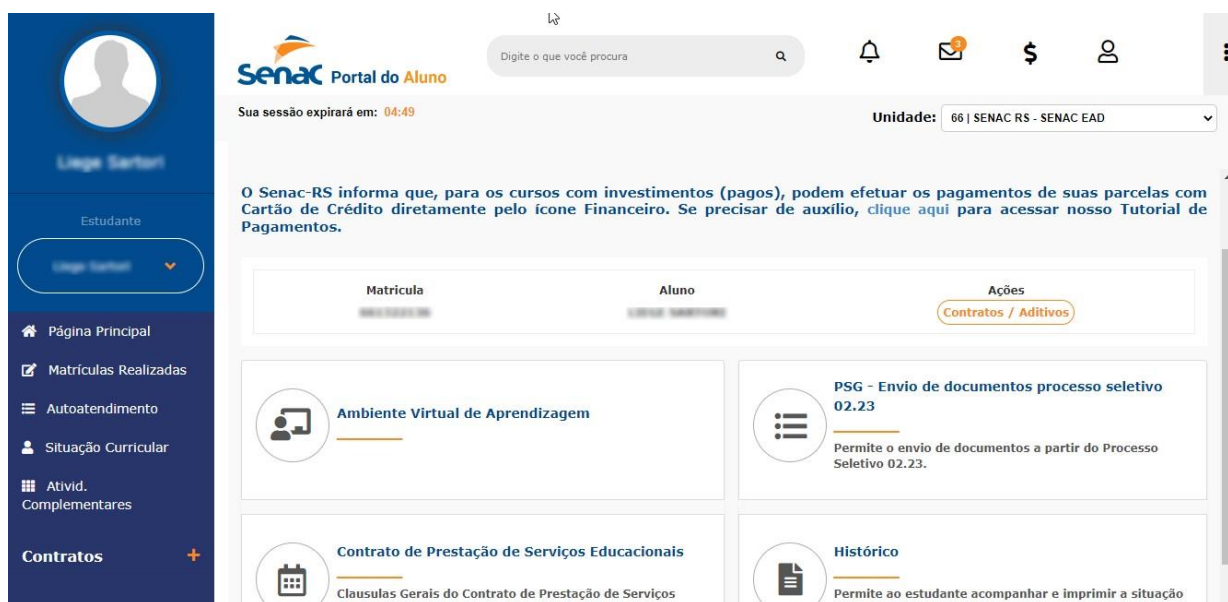 Senac Portal do Aluno
Digite o que você procura
3
Sua sessão expirará em: 04:49
Unidade: 66 | SENAC RS - SENAC EAD
Estudante
Página Principal
Matrículas Realizadas
Autoatendimento
Situação Curricular
Ativid.
Complementares
Contratos +
O Senac-RS informa que, para os cursos com investimentos (pagos), podem efetuar os pagamentos de suas parcelas com
Cartão de Crédito diretamente pelo ícone Financeiro. Se precisar de auxílio, clique aqui para acessar nosso Tutorial de
Pagamentos.
Matricula Aluno Ações
Contratos / Aditivos
Ambiente Virtual de Aprendizagem
PSG - Envio de documentos processo seletivo
02.23
Permite o envio de documentos a partir do Processo
Seletivo 02.23.
Contrato de Prestação de Serviços Educacionais
Clausulas Gerais do Contrato de Prestação de Serviços
Histórico
Permite ao estudante acompanhar e imprimir a situação